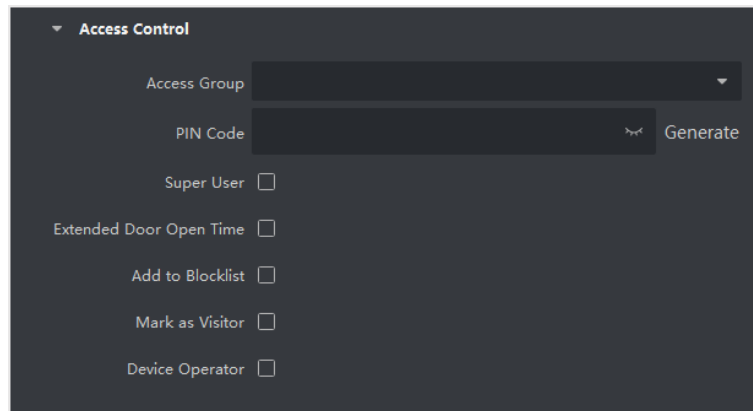 Access Control
Access Group
PIN Code Generate
Super User
Extended Door Open Time
Add to Blocklist
Mark as Visitor
Device Operator